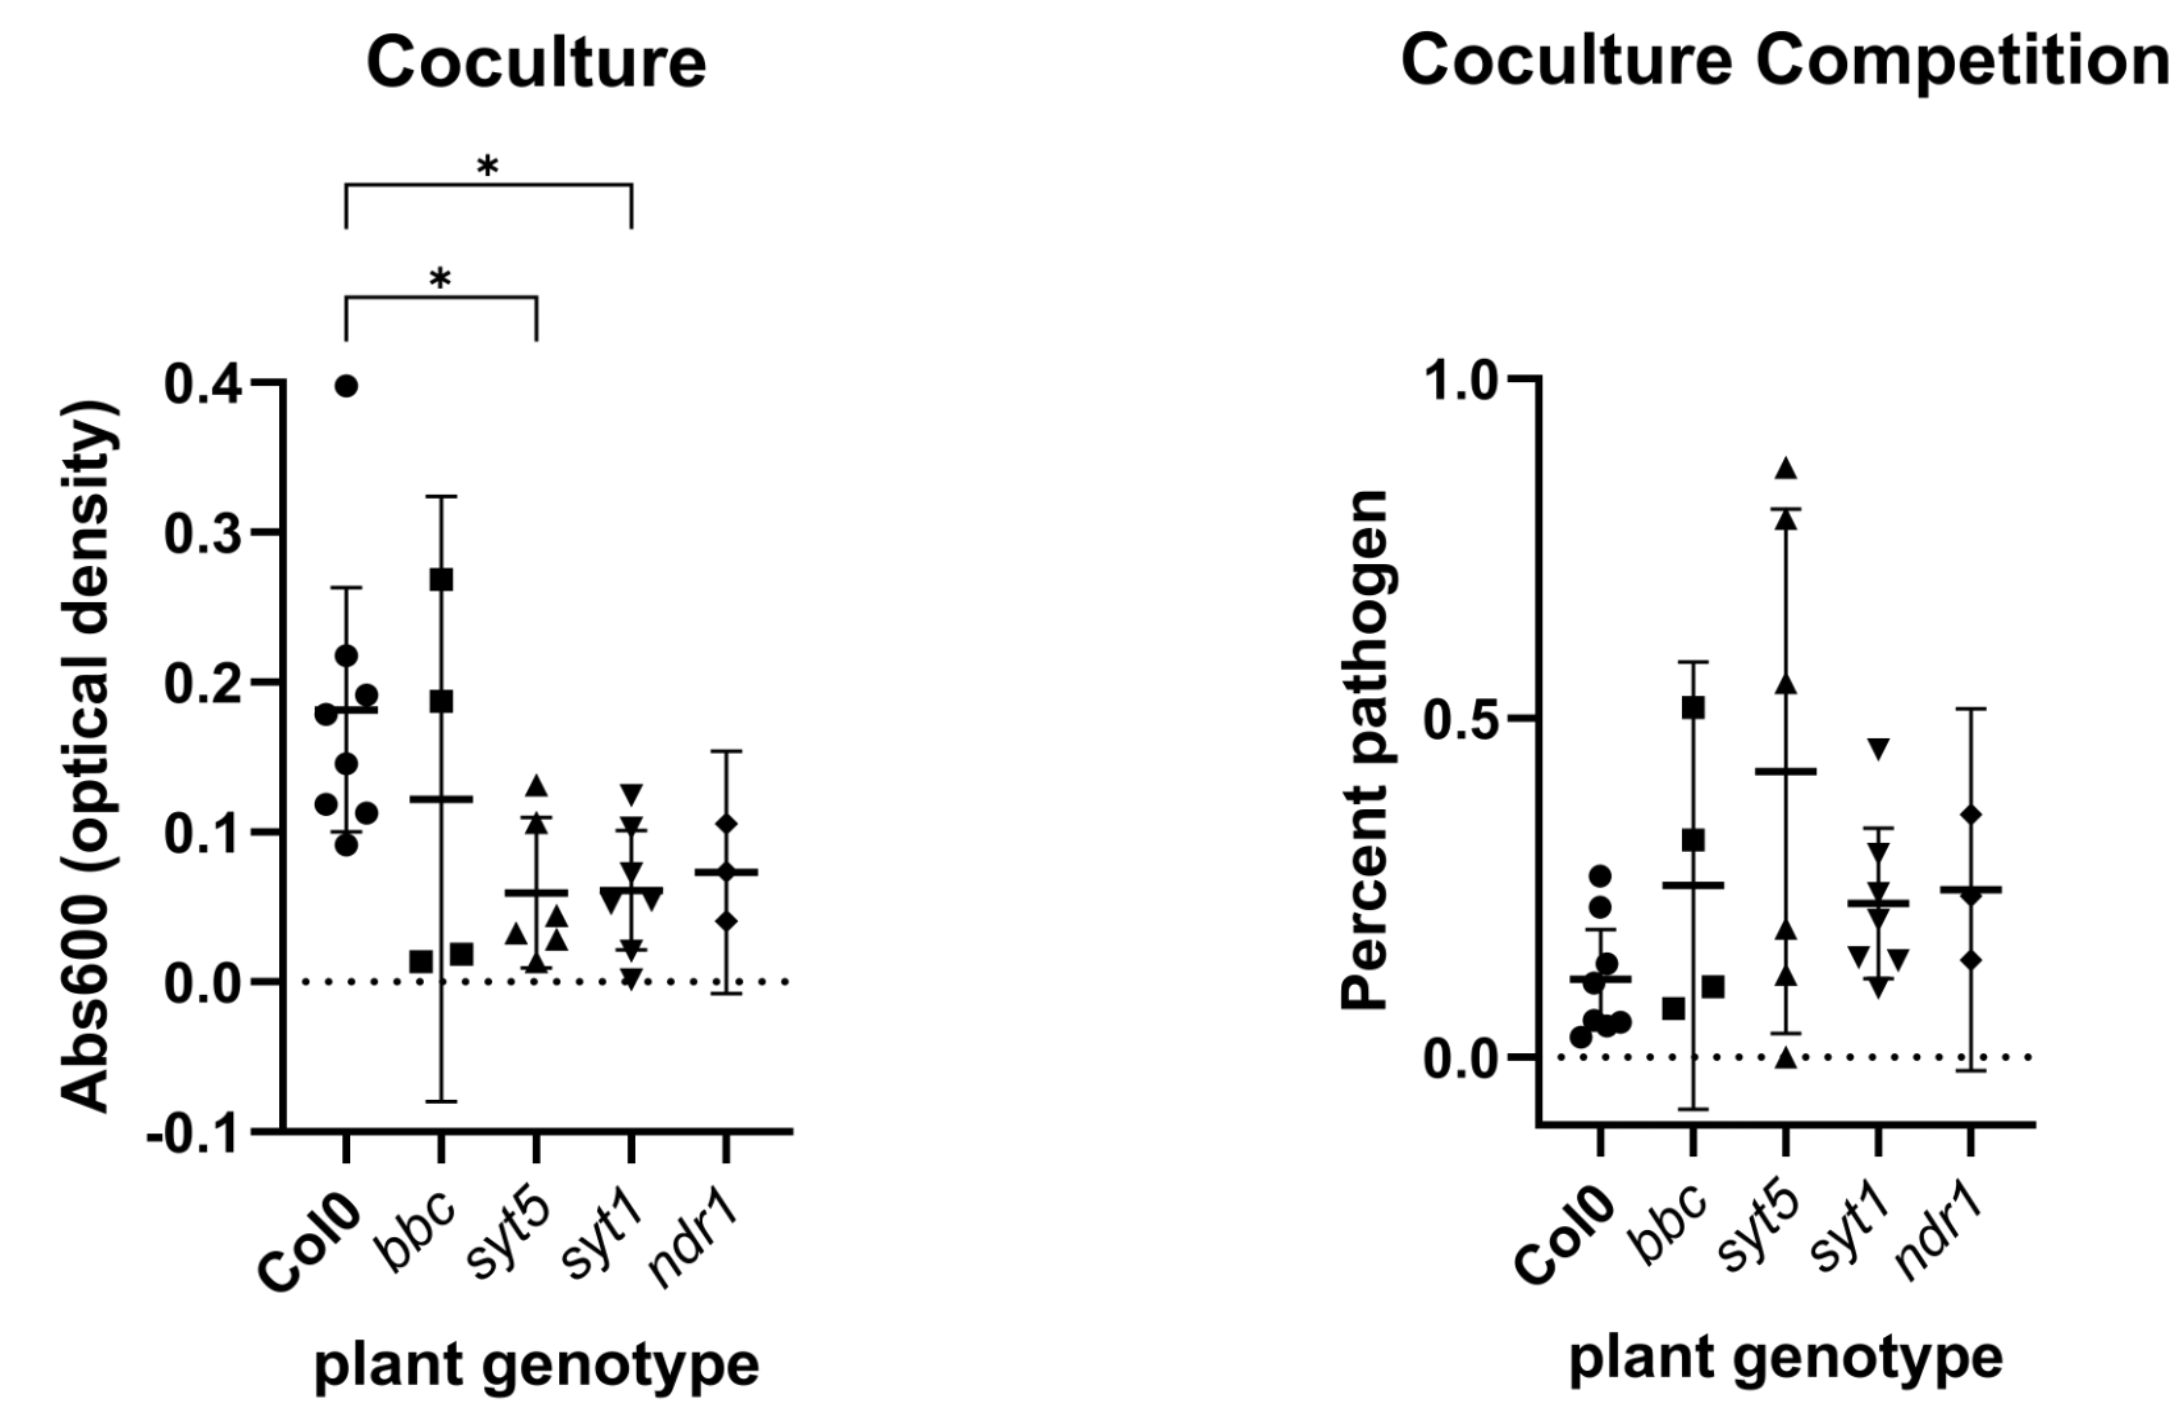 Coculture
*
*
Abs600 (optical density)
0.4
0.3
0.2
0.1
0.0
-0.1
Col0
bbc
syt5
syt1
ndr1
plant genotype
Coculture Competition
Percent pathogen
1.0
0.5
0.0
Col0
bbc
syt5
syt1
ndr1
plant genotype